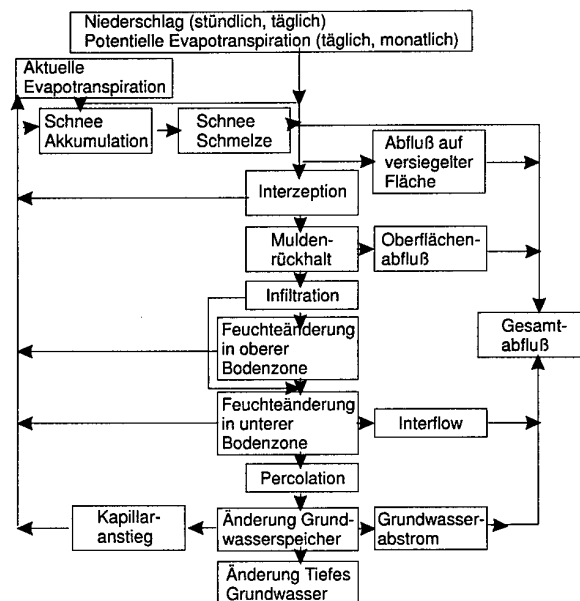 Niederschlag (stündlich, täglich)
Potentielle Evapotranspiration (täglich, monatlich)
Aktuelle
Evapotranspiration
Schnee
Akkumulation
Schnee
Schmelze
Abfluß auf
versiegelter
Fläche
Interzeption
Mulden-
rückhalt
Oberflächen-
abfluß
Infiltration
Feuchteänderung
in oberer
Bodenzone
Gesamt-
abfluß
Feuchteänderung
in unterer
Bodenzone
Interflow
Percolation
Kapillar-
anstieg
Änderung Grund-
wasserspeicher
Grundwasser-
abstrom
Änderung Tiefes
Grundwasser